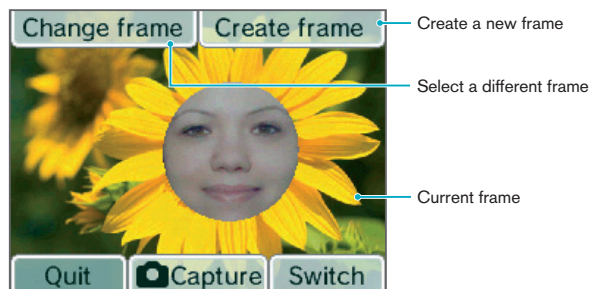 Change frame
Create frame
Create a new frame
Select a different frame
Current frame
Quit
Capture
Switch